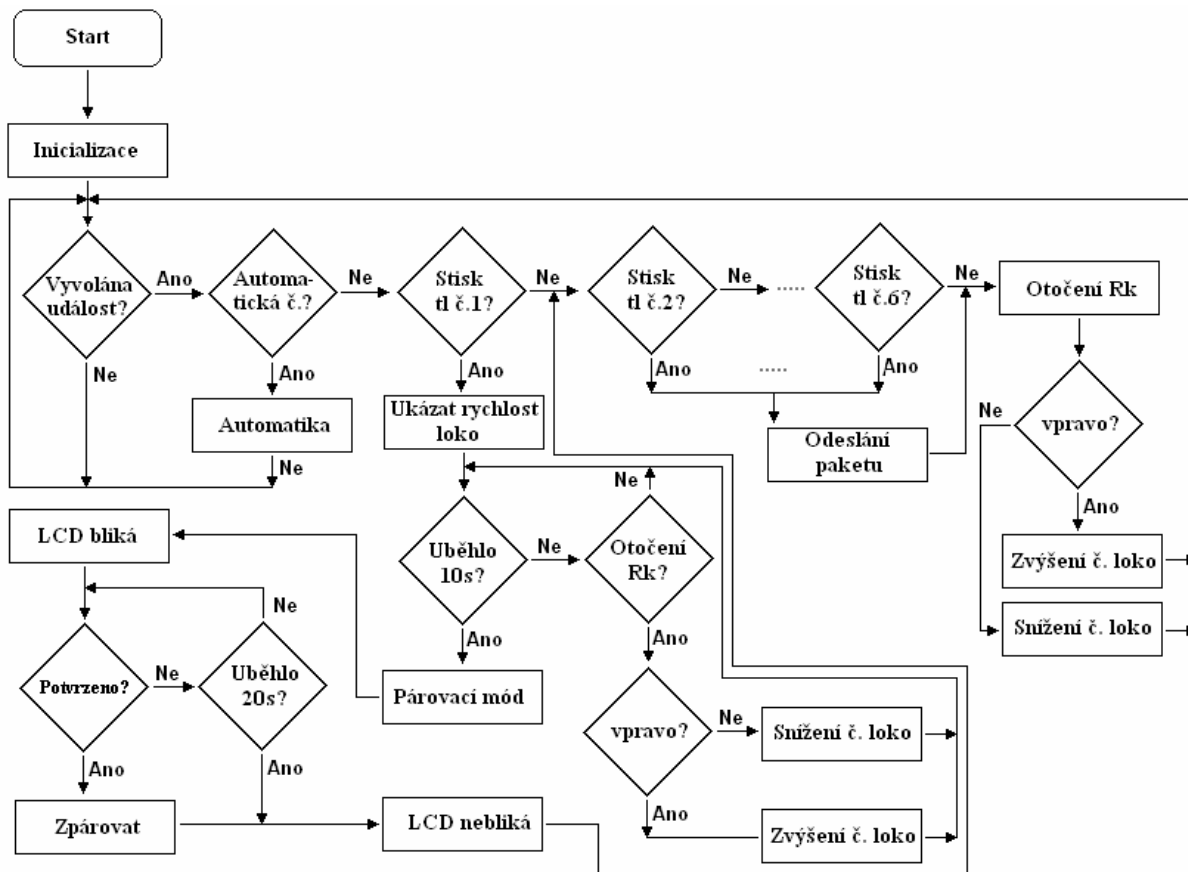 Start
Inicializace
Vyvolána
událost?
Ano
Ne
Automa-
tická č.?
Ne
Ano
Automatika
Ne
Stisk
tl č.1?
Ne
Ano
Ukázat rychlost
loko
Stisk
tl č.2?
Ne
.....
Ano
.....
Stisk
tl č.6?
Ne
Ano
Odeslání
paketu
Otočení Rk
vpravo?
Ne
Ano
Zvýšení č. loko
Snížení č. loko
Uběhlo
10s?
Ne
Ano
Otočení
Rk?
Ne
Ano
Párovací mód
LCD bliká
Potvrzeno?
Ne
Ano
Uběhlo
20s?
Ne
Ano
Zpárovat
LCD nebliká
vpravo?
Ne
Ano
Snížení č. loko
Zvýšení č. loko